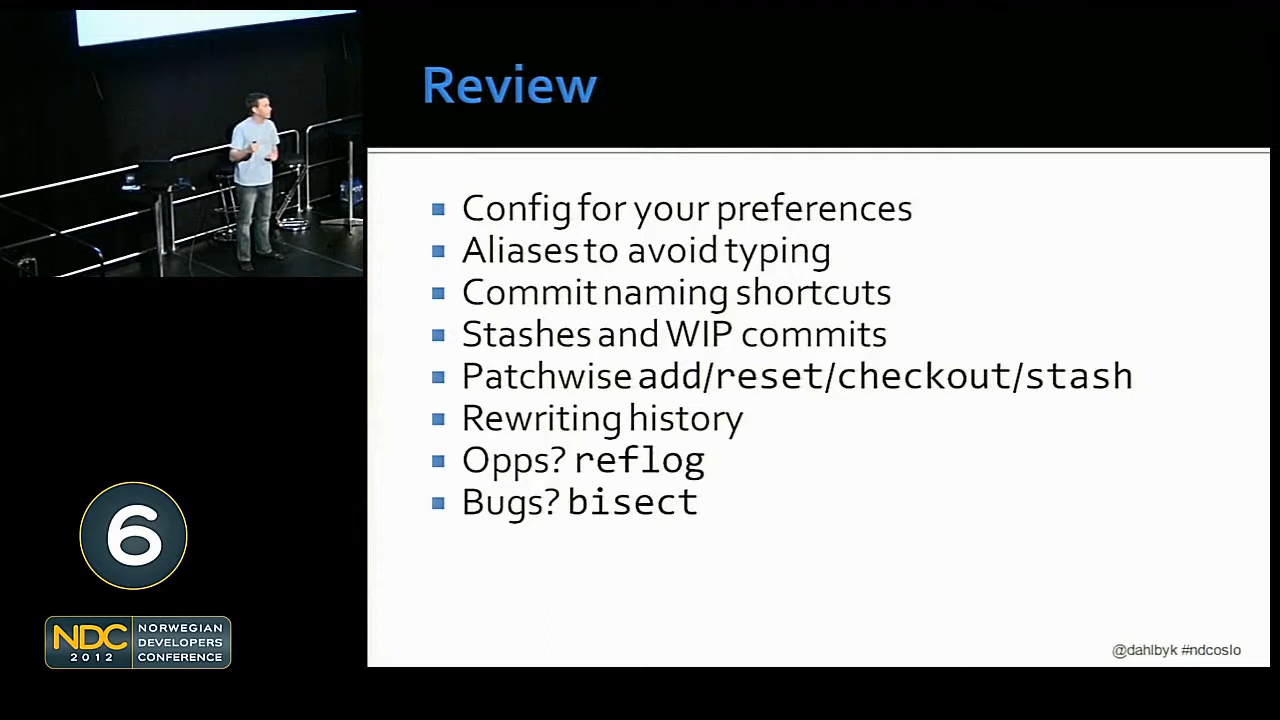 Review
Config for your preferences
Aliases to avoid typing
Commit naming shortcuts
Stashes and WIP commits
Patchwise add/reset/checkout/stash
Rewriting history
Opps? reflog
Bugs? bisect
@dahlbyk #ndcoslo
6
NDC 2012
NORWEGIAN
DEVELOPERS
CONFERENCE